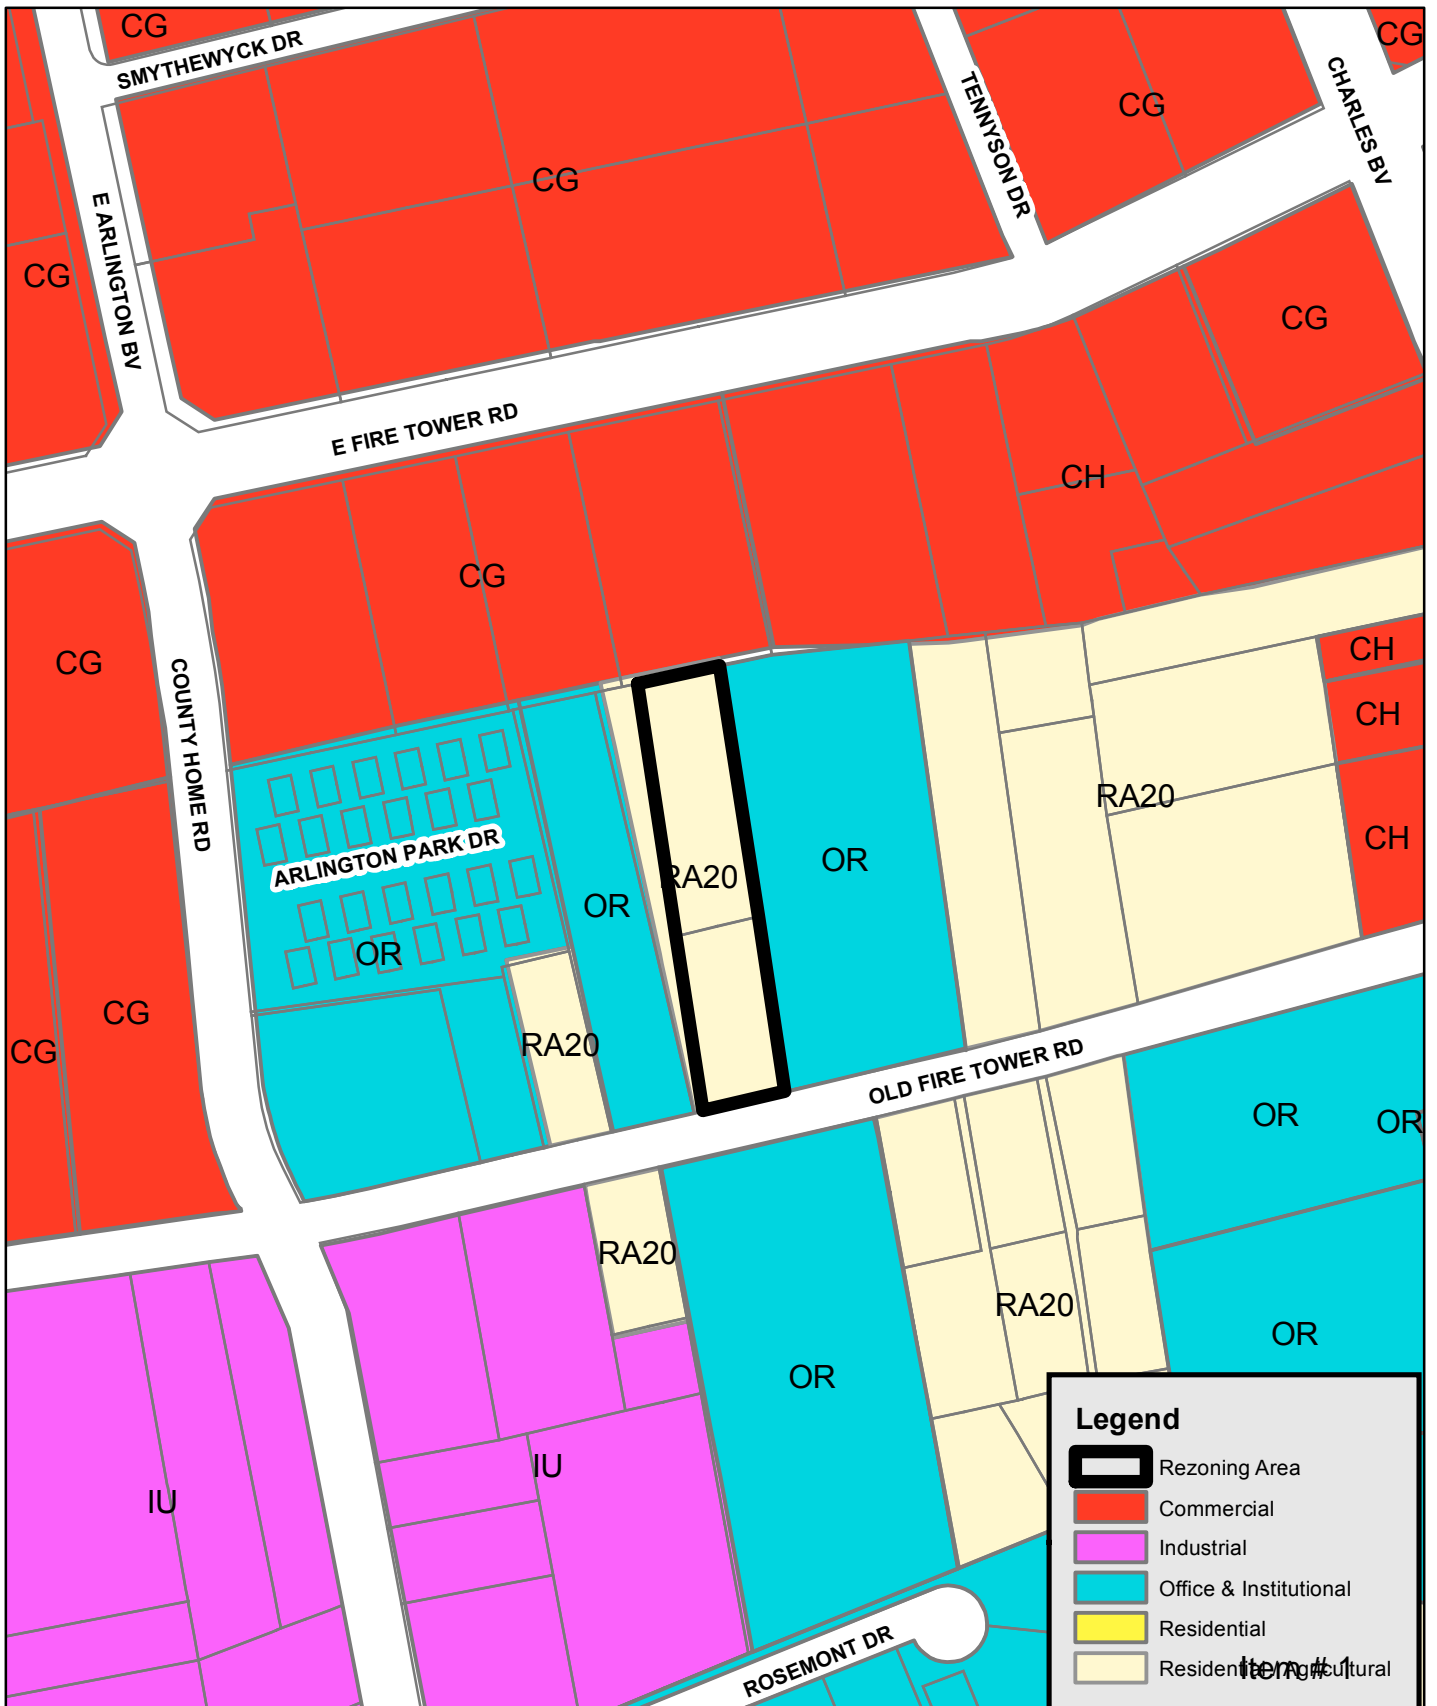 CG
CG
SMYTHEWYCK DR
CHARLES BV
TENNYSON DR
CG
CG
E ARLINGTON BV
CG
CG
E FIRE TOWER RD
CH
CG
CG
COUNTY HOME RD
CH
CH
RA20
CH
ARLINGTON PARK DR
OR
RA20
OR
OR
CG
CG
RA20
OLD FIRE TOWER RD
OR
OR
RA20
RA20
OR
OR
IU
IU
ROSEMONT DR
Legend
Rezoning Area
Commercial
Industrial
Office & Institutional
Residential
Residential/Agricultural
Item # 1